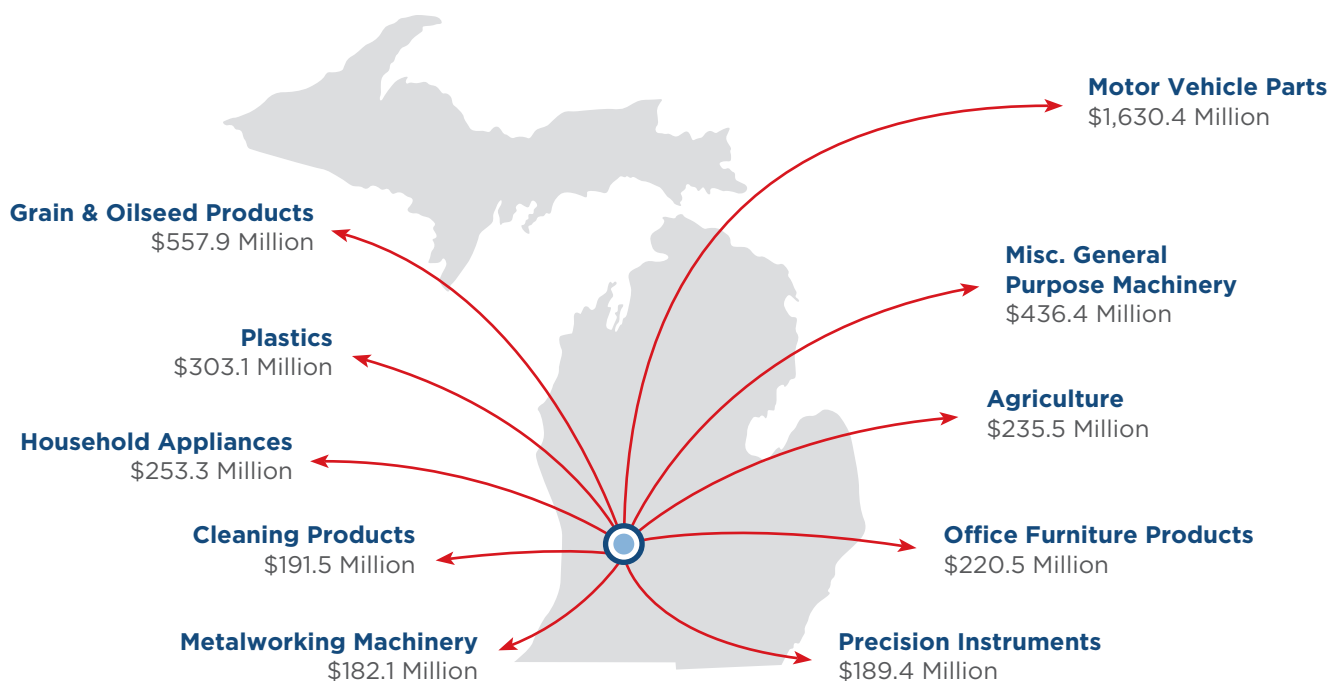 Motor Vehicle Parts
$1,630.4 Million
Grain & Oilseed Products
$557.9 Million
Misc. General
Purpose Machinery
$436.4 Million
Plastics
$303.1 Million
Agriculture
$235.5 Million
Household Appliances
$253.3 Million
Cleaning Products
$191.5 Million
Office Furniture Products
$220.5 Million
Metalworking Machinery
$182.1 Million
Precision Instruments
$189.4 Million